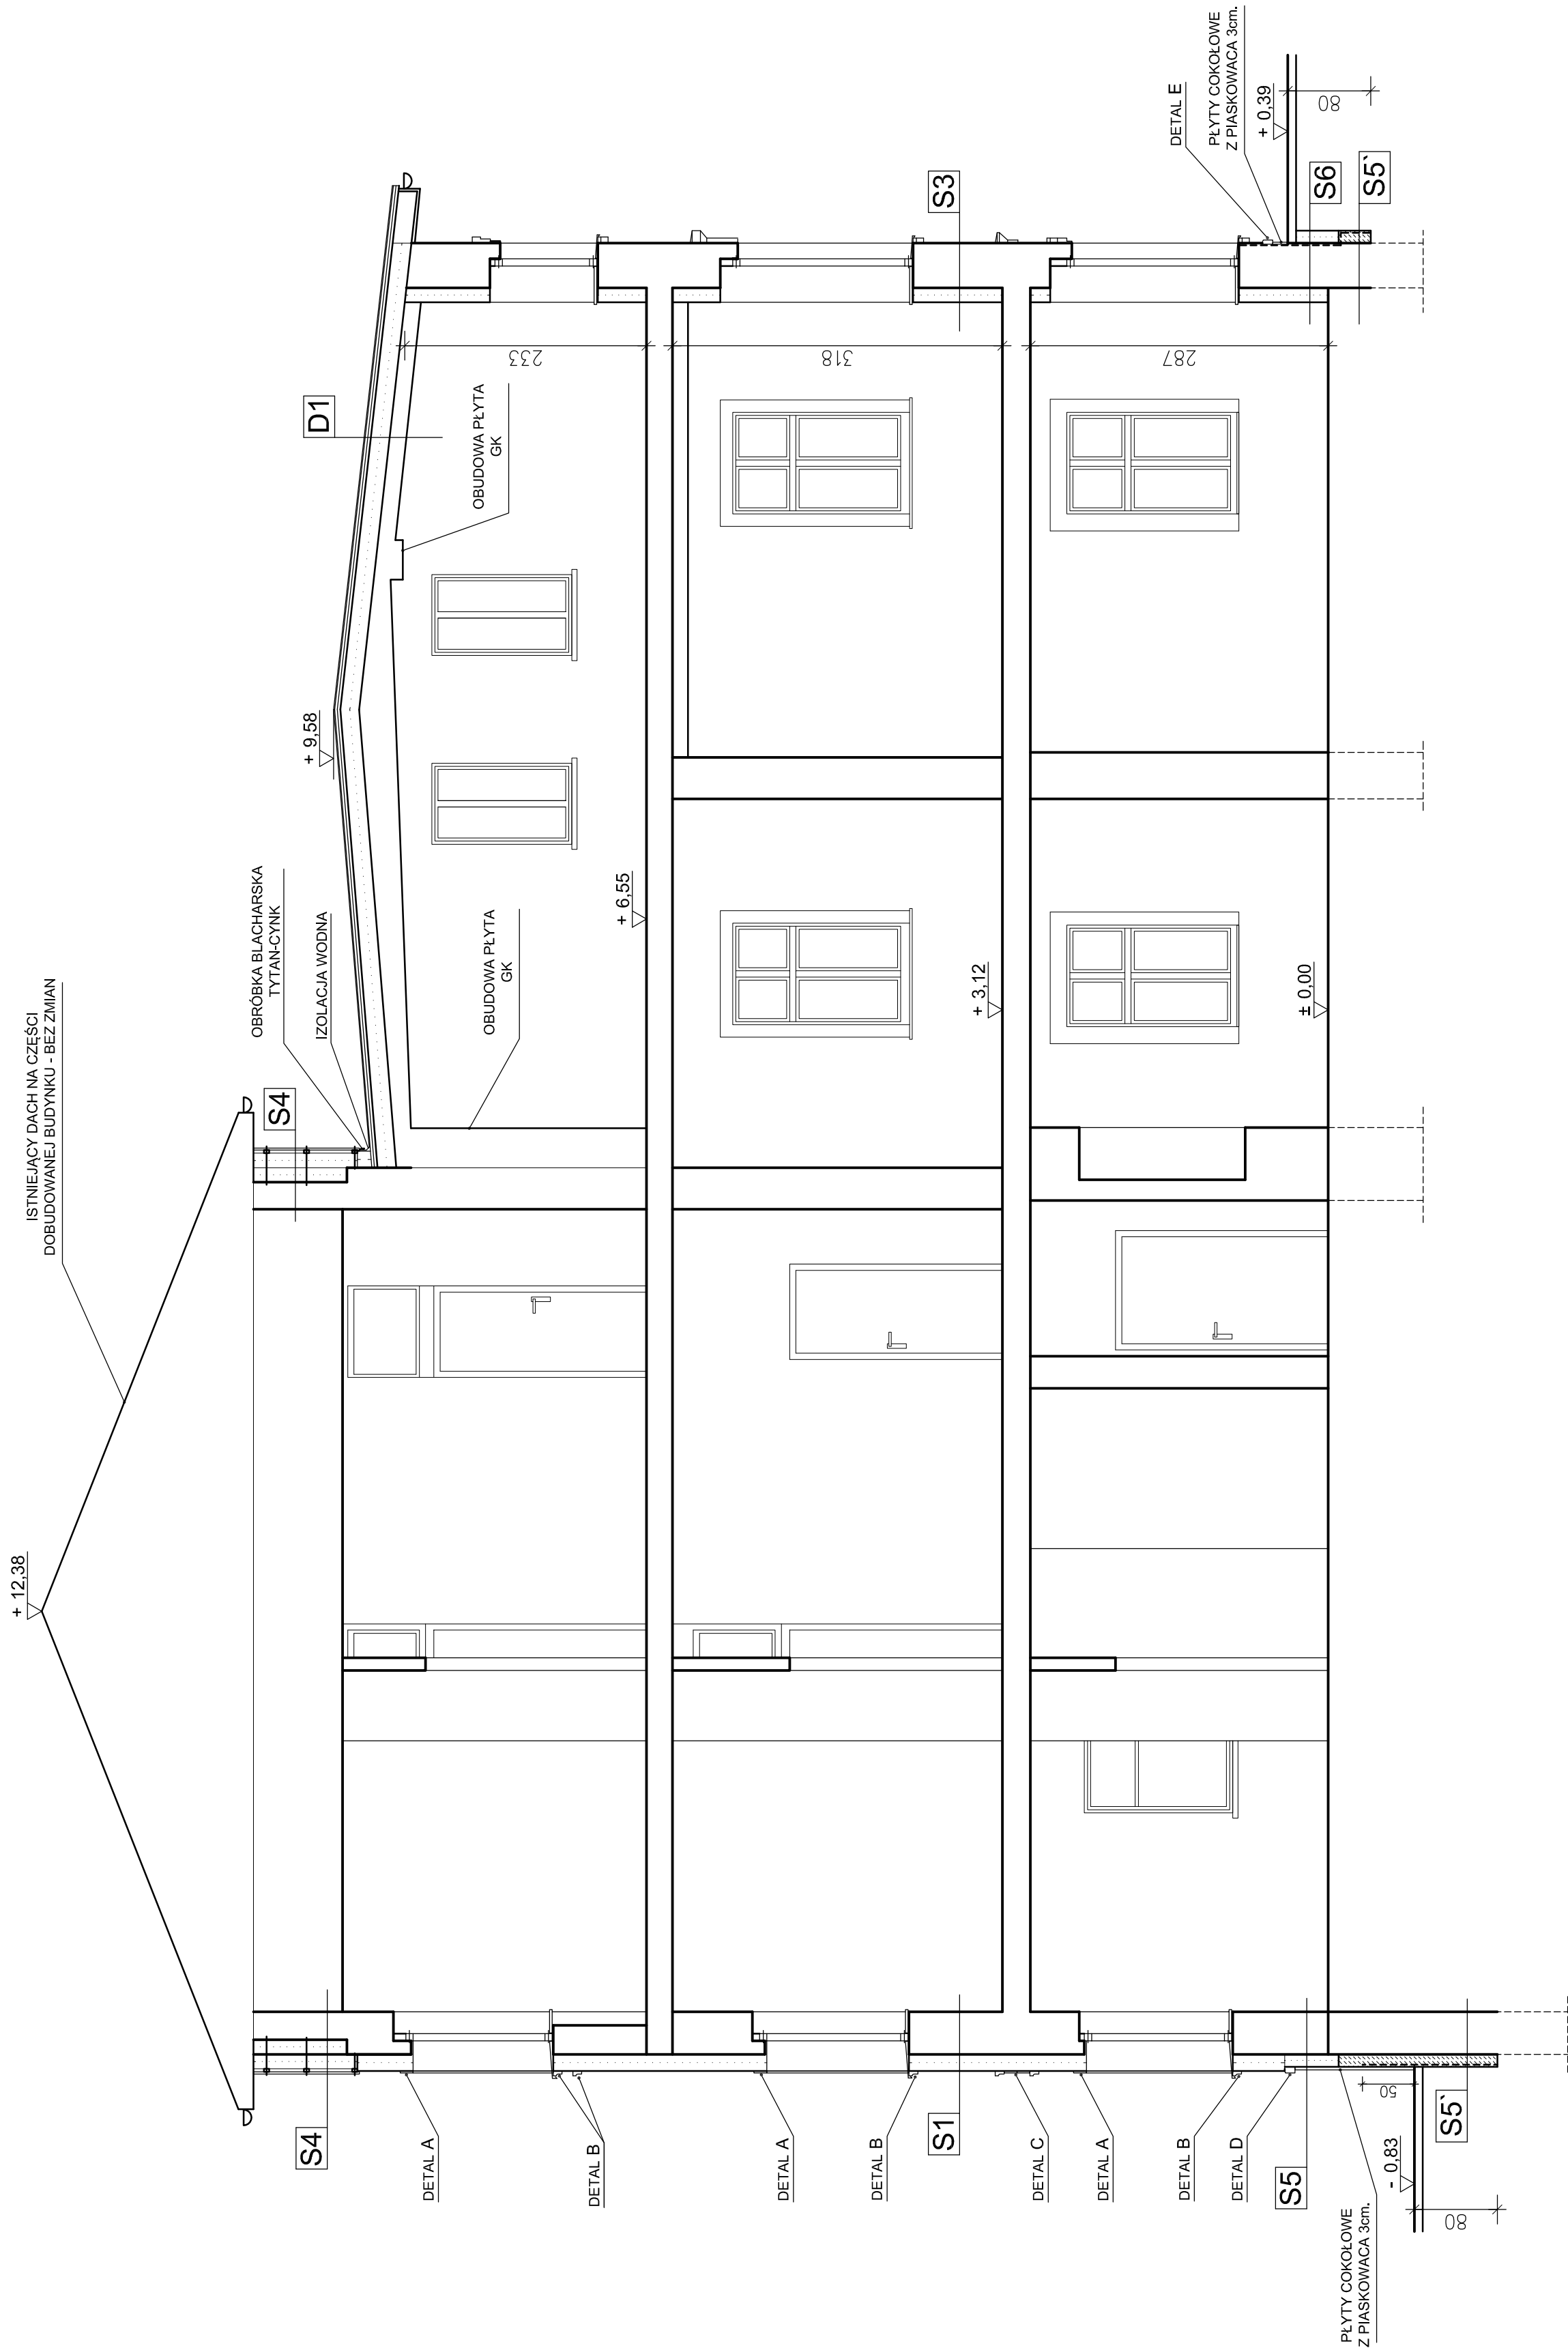 + 12,38
ISTNIEJĄCY DACH NA CZĘŚCI
DOBUDOWANEJ BUDYNKU - BEZ ZMIAN
S4
S4
OBRÓBKA BLACHARSKA
TYTAN-CYNK
IZOLACJA WODNA
+ 9,58
D1
OBUDOWA PŁYTA
GK
OBUDOWA PŁYTA
GK
233
+ 6,55
DETAL A
DETAL B
DETAL A
DETAL B
318
S3
S1
+ 3,12
DETAL C
DETAL A
DETAL B
DETAL D
287
DETAL E
PŁYTY COKOŁOWE
Z PIASKOWACA 3cm.
+ 0,39
80
S6
S5`
± 0,00
S5
PŁYTY COKOŁOWE
Z PIASKOWACA 3cm.
50
- 0,83
80
S5`